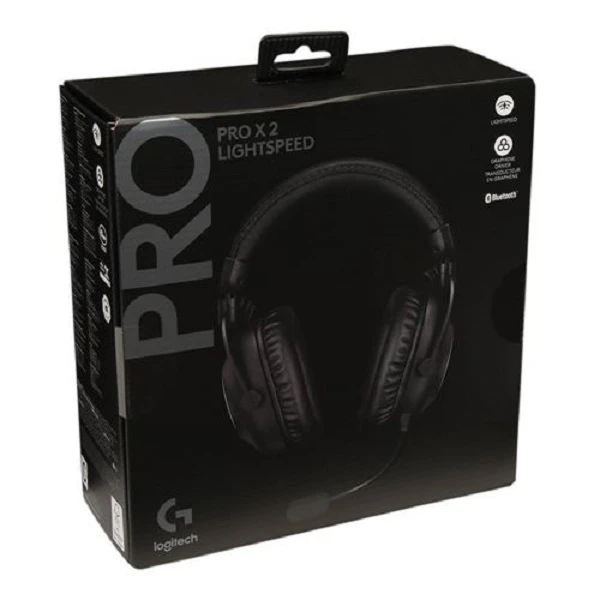 PRO
PRO X 2
LIGHTSPEED
LIGHTSPEED
GRAPHENE
DRIVER
TRANSDUCTEUR
EN GRAPHÈNE
Bluetooth
G
logitech